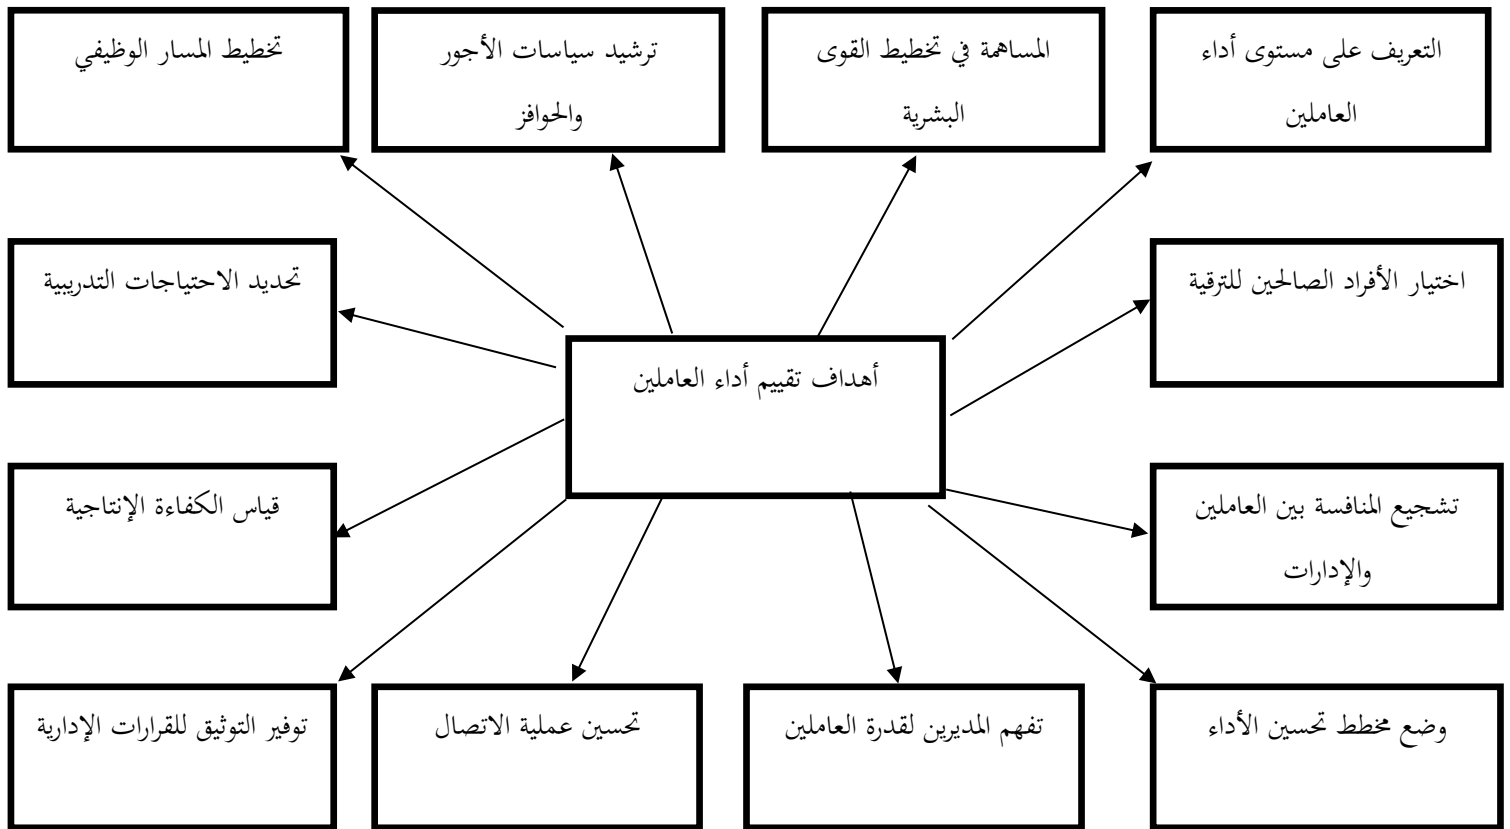 التعريف على مستوى أداء
العاملين
المساهمة في تخطيط القوى
البشرية
ترشيد سياسات الأجور
والحوافز
تخطيط المسار الوظيفي
اختيار الأفراد الصالحين للترقية
تحديد الاحتياجات التدريبية
أهداف تقييم أداء العاملين
تشجيع المنافسة بين العاملين
والإدارات
قياس الكفاءة الإنتاجية
وضع مخطط تحسين الأداء
تفهم المديرين لقدرة العاملين
تحسين عملية الاتصال
توفير التوثيق للقرارات الإدارية